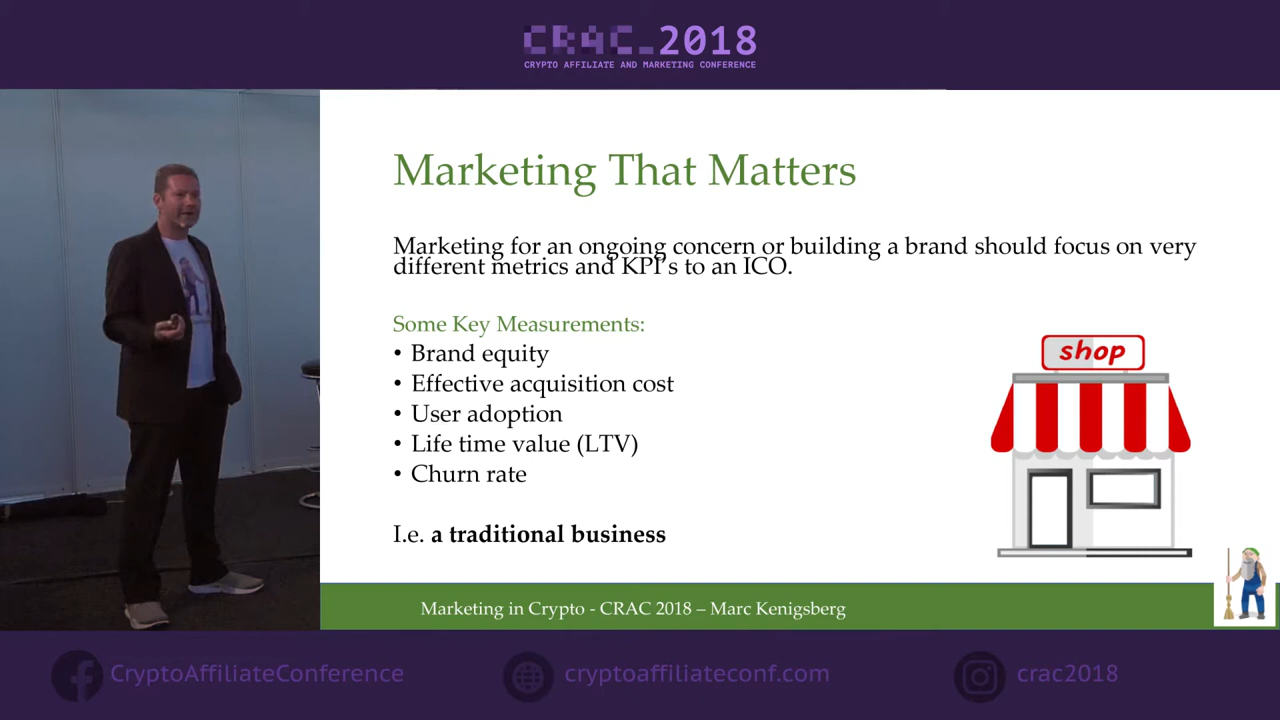 CRAC_2018
CRYPTO AFFILIATE AND MARKETING CONFERENCE
Marketing That Matters
Marketing for an ongoing concern or building a brand should focus on very
different metrics and KPI's to an ICO.
Some Key Measurements:
• Brand equity
• Effective acquisition cost
• User adoption
• Life time value (LTV)
• Churn rate
shop
I.e. a traditional business
Marketing in Crypto - CRAC 2018 – Marc Kenigsberg
CryptoAffiliateConference
cryptoaffiliateconf.com
crac2018